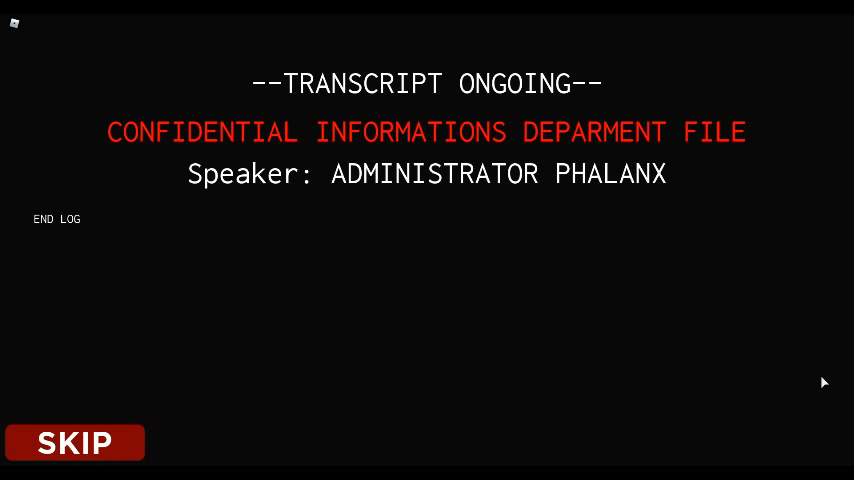 --TRANSCRIPT ONGOING--
CONFIDENTIAL INFORMATIONS DEPARMENT FILE
Speaker: ADMINISTRATOR PHALANX
END LOG
SKIP